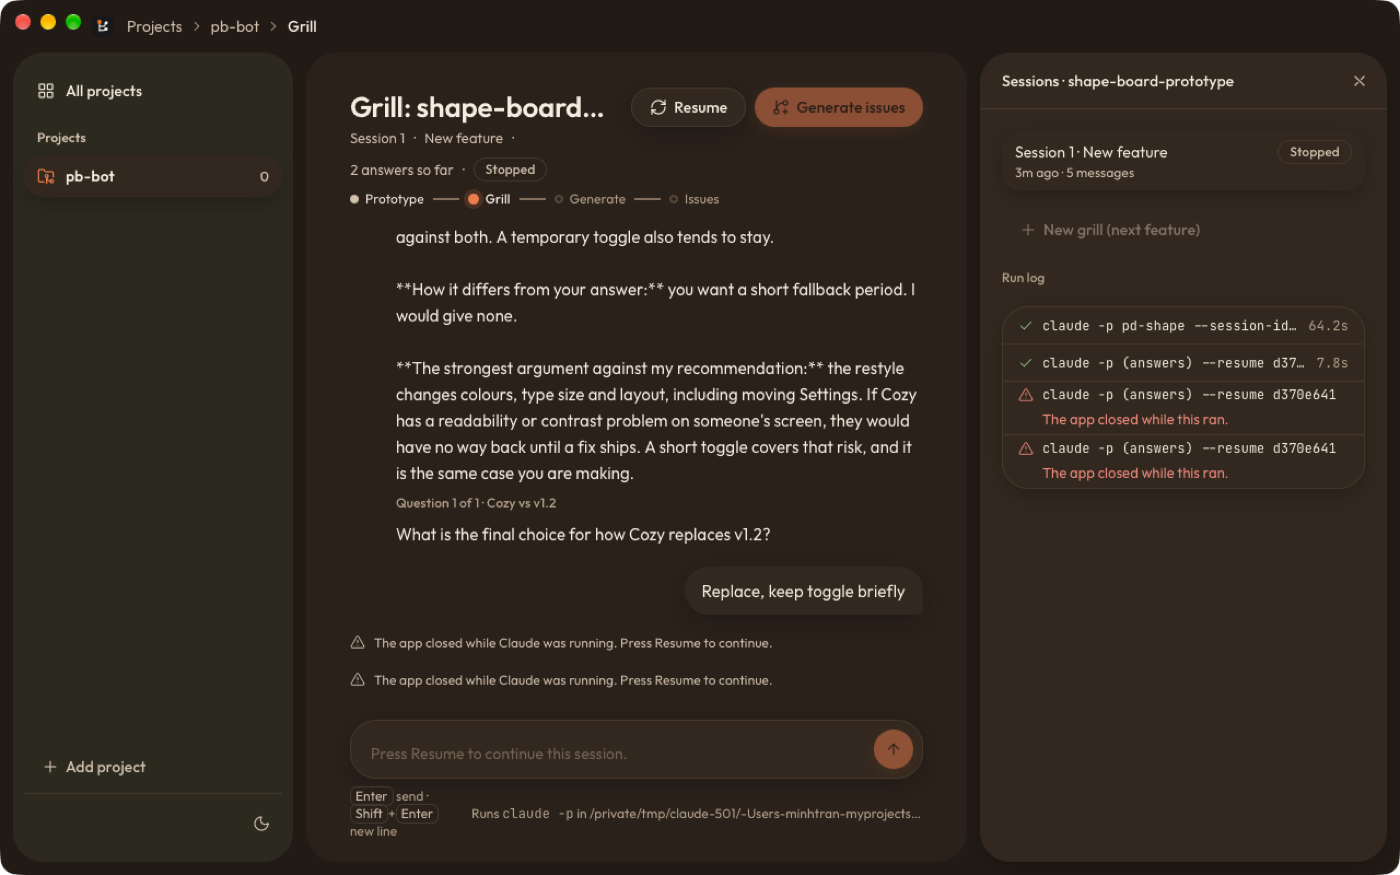 Projects > pb-bot > Grill
All projects
Projects
pb-bot 0
Add project
Grill: shape-board...
Resume
Generate issues
Session 1 · New feature ·
2 answers so far · Stopped
Prototype Grill Generate Issues
against both. A temporary toggle also tends to stay.
**How it differs from your answer:** you want a short fallback period. I
would give none.
**The strongest argument against my recommendation:** the restyle
changes colours, type size and layout, including moving Settings. If Cozy
has a readability or contrast problem on someone's screen, they would
have no way back until a fix ships. A short toggle covers that risk, and it
is the same case you are making.
Question 1 of 1 · Cozy vs v1.2
What is the final choice for how Cozy replaces v1.2?
Replace, keep toggle briefly
The app closed while Claude was running. Press Resume to continue.
The app closed while Claude was running. Press Resume to continue.
Press Resume to continue this session.
Enter send ·
Shift + Enter
new line
Runs claude -p in /private/tmp/claude-501/-Users-minhtran-myprojects...
Sessions · shape-board-prototype
Session 1 · New feature Stopped
3m ago · 5 messages
New grill (next feature)
Run log
claude -p pd-shape --session-id... 64.2s
claude -p (answers) --resume d37... 7.8s
claude -p (answers) --resume d370e641
The app closed while this ran.
claude -p (answers) --resume d370e641
The app closed while this ran.